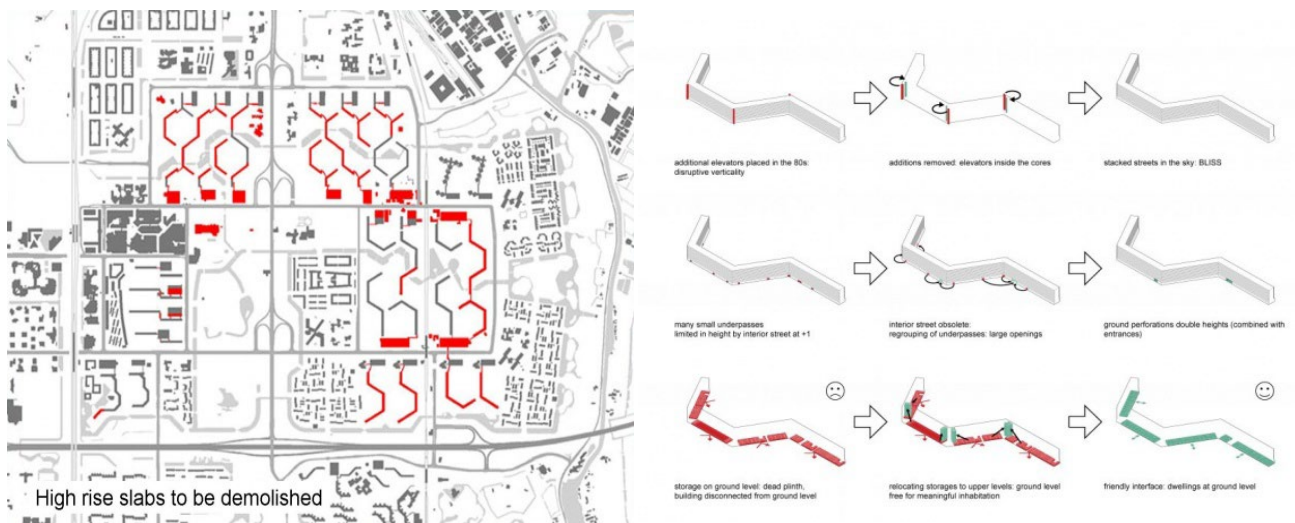 High rise slabs to be demolished
additional elevators placed in the 80s:
disruptive verticality
additions removed: elevators inside the cores
stacked streets in the sky: BLISS
many small underpasses
limited in height by interior street at +1
interior street obsolete:
regrouping of underpasses: large openings
ground perforations double heights (combined with
entrances)
storage on ground level: dead plinth,
building disconnected from ground level
relocating storages to upper levels: ground level
free for meaningful inhabitation
friendly interface: dwellings at ground level